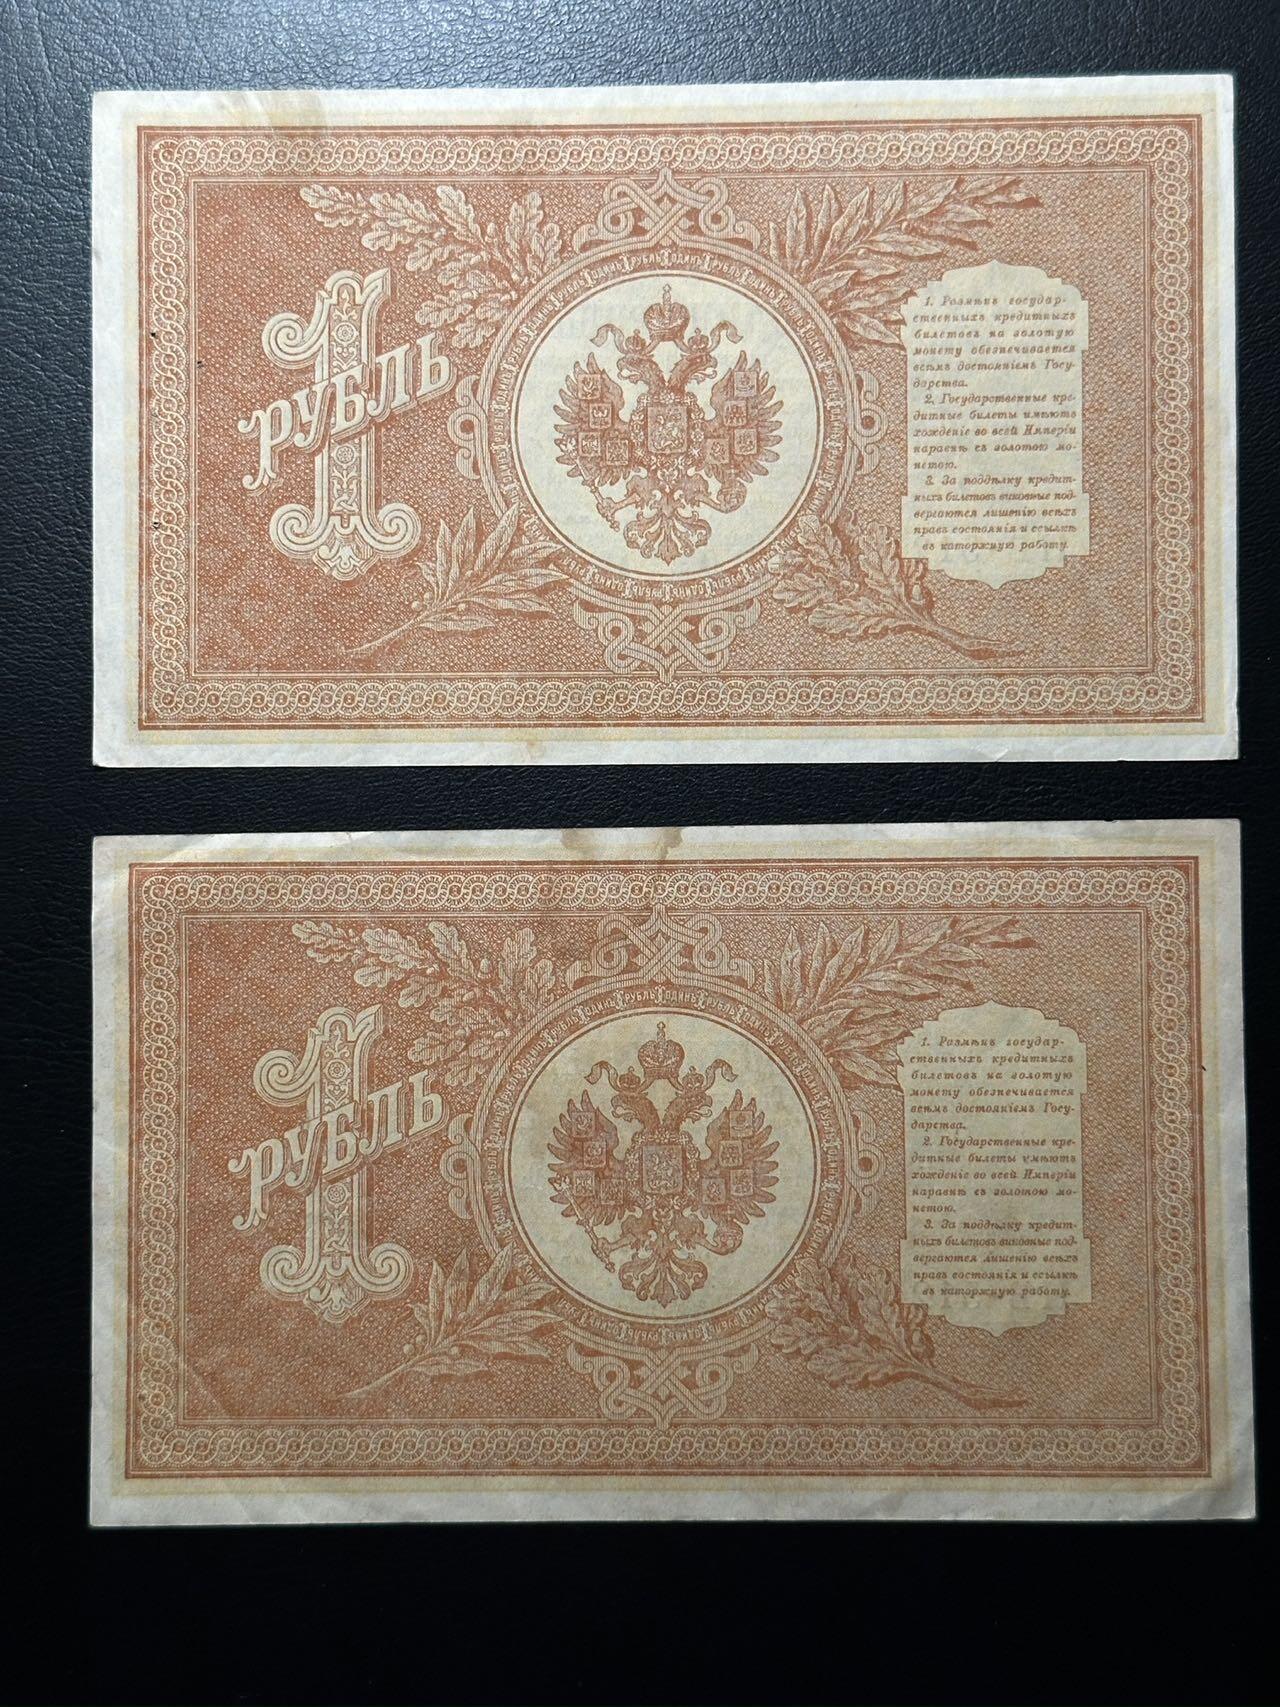 1
РУБЛЬ
1. Размѣнъ государ-
ственныхъ кредитныхъ
билетовъ на золотую
монету обезпечивается
всѣмъ достояніемъ Госу-
дарства.
2. Государственные кре-
дитные билеты имѣютъ
хожденіе во всей Имперіи
наравнѣ съ золотою мо-
нетою.
3. За поддѣлку кредит-
ныхъ билетовъ виновные под-
вергаются лишенію всѣхъ
правъ состоянія и ссылкѣ
въ каторжную работу.
1
РУБЛЬ
1. Размѣнъ государ-
ственныхъ кредитныхъ
билетовъ на золотую
монету обезпечивается
всѣмъ достояніемъ Госу-
дарства.
2. Государственные кре-
дитные билеты имѣютъ
хожденіе во всей Имперіи
наравнѣ съ золотою мо-
нетою.
3. За поддѣлку кредит-
ныхъ билетовъ виновные под-
вергаются лишенію всѣхъ
правъ состоянія и ссылкѣ
въ каторжную работу.